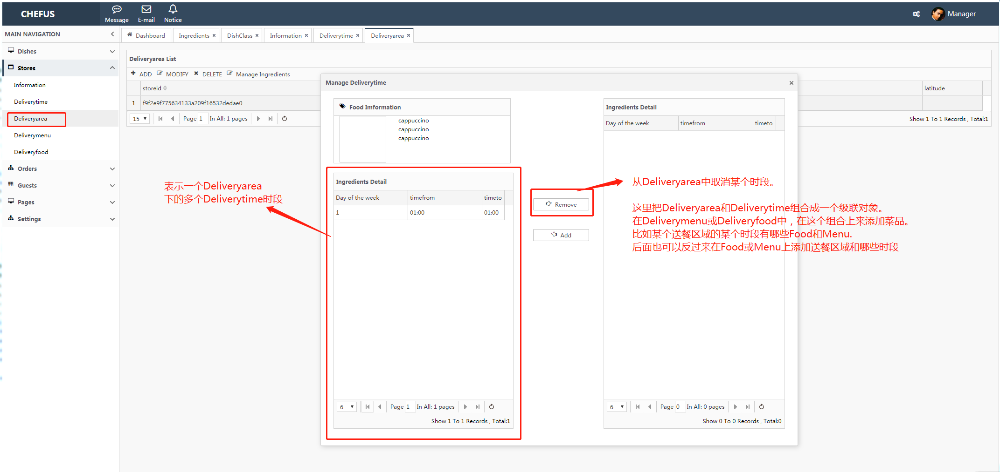 CHEFUS
Message
E-mail
Notice
Manager
MAIN NAVIGATION
Dashboard
Ingredients
DishClass
Information
Deliverytime
Deliveryarea
Dishes
Stores
Information
Deliverytime
Deliveryarea
Deliverymenu
Deliveryfood
Orders
Guests
Pages
Settings
Deliveryarea List
ADD MODIFY DELETE Manage Ingredients
storeid
latitude
1 f9f2e9f775634133a209f16532dedae0
15 Page 1 In All: 1 pages
Show 1 To 1 Records , Total:1
Manage Deliverytime
Food Imformation
cappuccino
cappuccino
cappuccino
Ingredients Detail
Day of the week timefrom timeto
1 01:00 01:00
6 Page 1 In All: 1 pages
Show 1 To 1 Records , Total:1
Remove
Add
Ingredients Detail
Day of the week timefrom timeto
6 Page 0 In All: 0 pages
Show 0 To 0 Records , Total:0
表示一个Deliveryarea
下的多个Deliverytime时段
从Deliveryarea中取消某个时段。
这里把Deliveryarea和Deliverytime组合成一个级联对象。
在Deliverymenu或Deliveryfood中，在这个组合上来添加菜品。
比如某个送餐区域的某个时段有哪些Food和Menu.
后面也可以反过来在Food或Menu上添加送餐区域和哪些时段